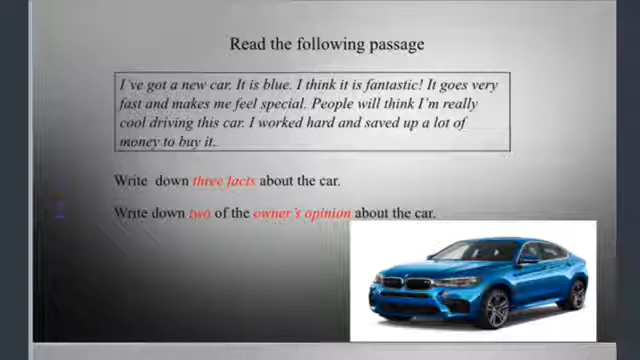 Read the following passage
I've got a new car. It is blue. I think it is fantastic! It goes very
fast and makes me feel special. People will think I'm really
cool driving this car. I worked hard and saved up a lot of
money to buy it.
Write down three facts about the car.
Write down two of the owner's opinion about the car.